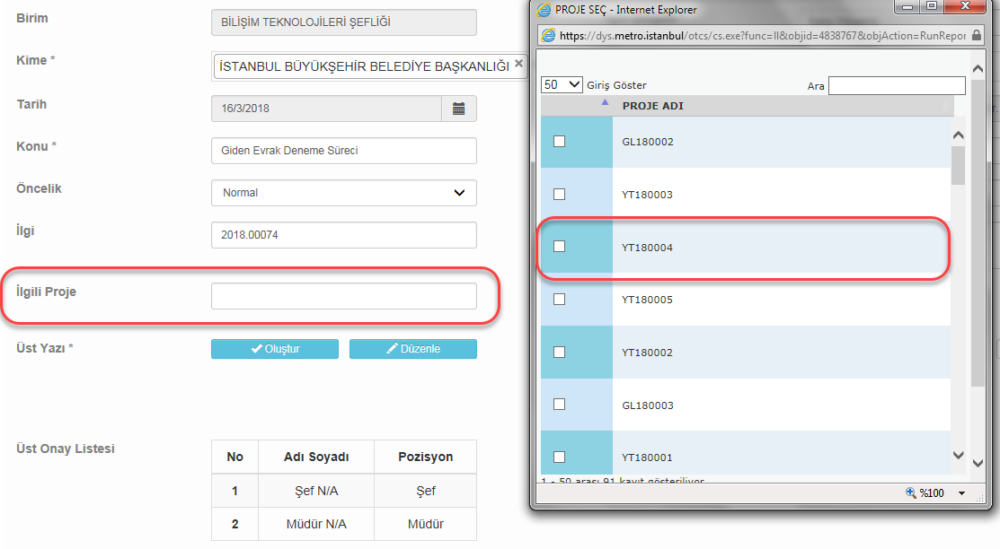 Birim
BİLİŞİM TEKNOLOJİLERİ ŞEFLİĞİ
Kime *
İSTANBUL BÜYÜKŞEHİR BELEDİYE BAŞKANLIĞI ×
Tarih
16/3/2018
Konu *
Giden Evrak Deneme Süreci
Öncelik
Normal
İlgi
2018.00074
İlgili Proje
Üst Yazı *
Oluştur
Düzenle
Üst Onay Listesi
No Adı Soyadı Pozisyon
1 Şef N/A Şef
2 Müdür N/A Müdür
PROJE SEÇ - Internet Explorer
https://dys.metro.istanbul/otcs/cs.exe?func=ll&objid=4838767&objAction=RunRepor
50 Giriş Göster
Ara
PROJE ADI
GL180002
YT180003
YT180004
YT180005
YT180002
GL180003
YT180001
1 - 50 arası 91 kayıt gösteriliyor
%100